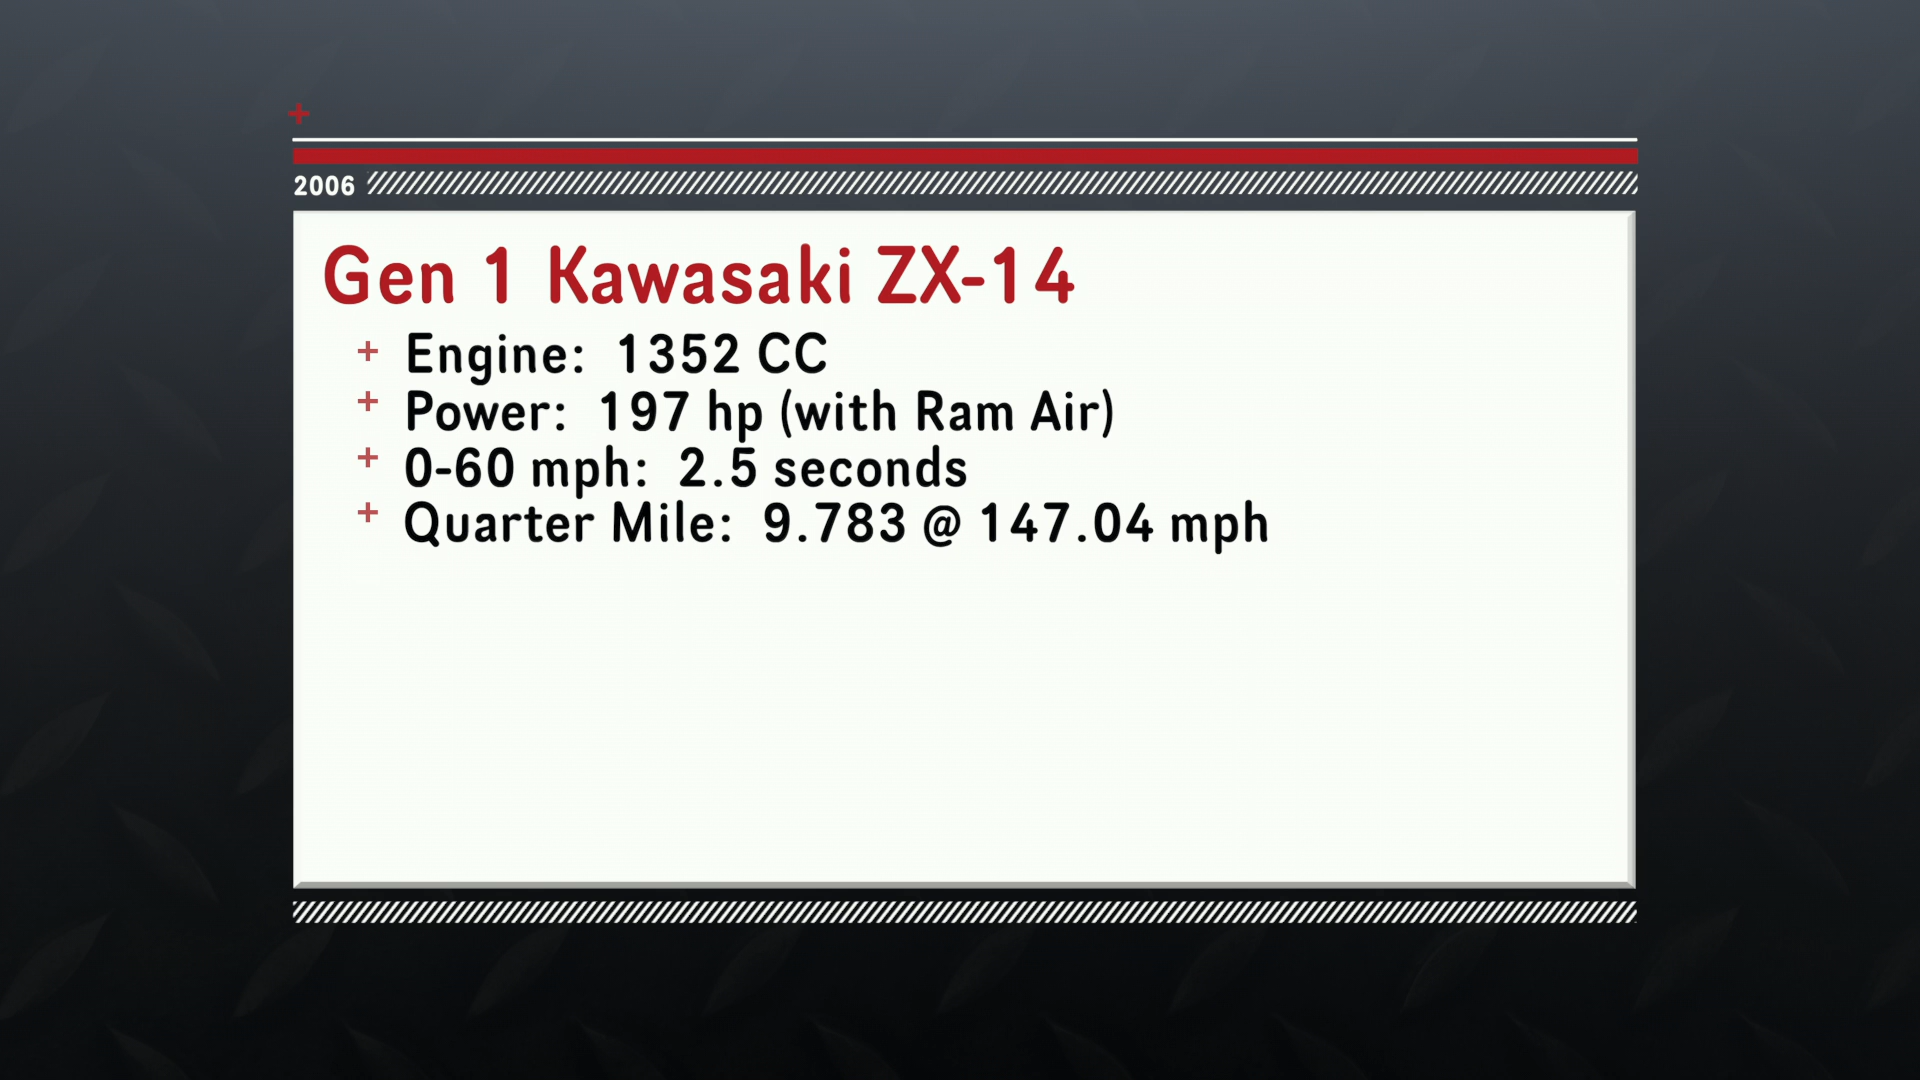 2006
Gen 1 Kawasaki ZX-14
+ Engine: 1352 CC
+ Power: 197 hp (with Ram Air)
+ 0-60 mph: 2.5 seconds
+ Quarter Mile: 9.783 @ 147.04 mph